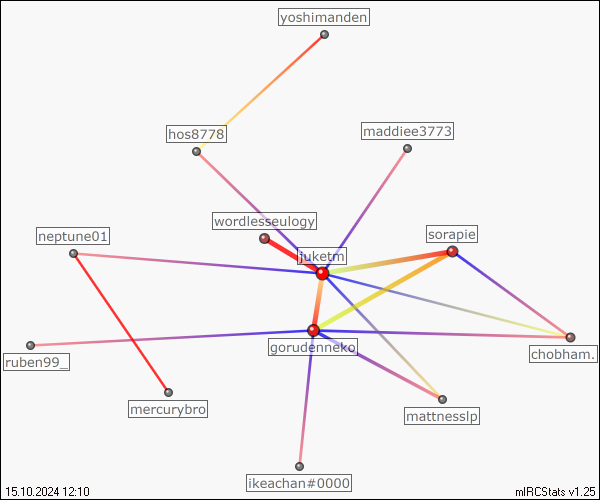 yoshimanden
hos8778
maddiee3773
wordlesseulogy
neptune01
sorapie
juketm
gorudenneko
chobham.
ruben99_
mercurybro
mattnesslp
ikeachan#0000
15.10.2024 12:10
mIRCStats v1.25